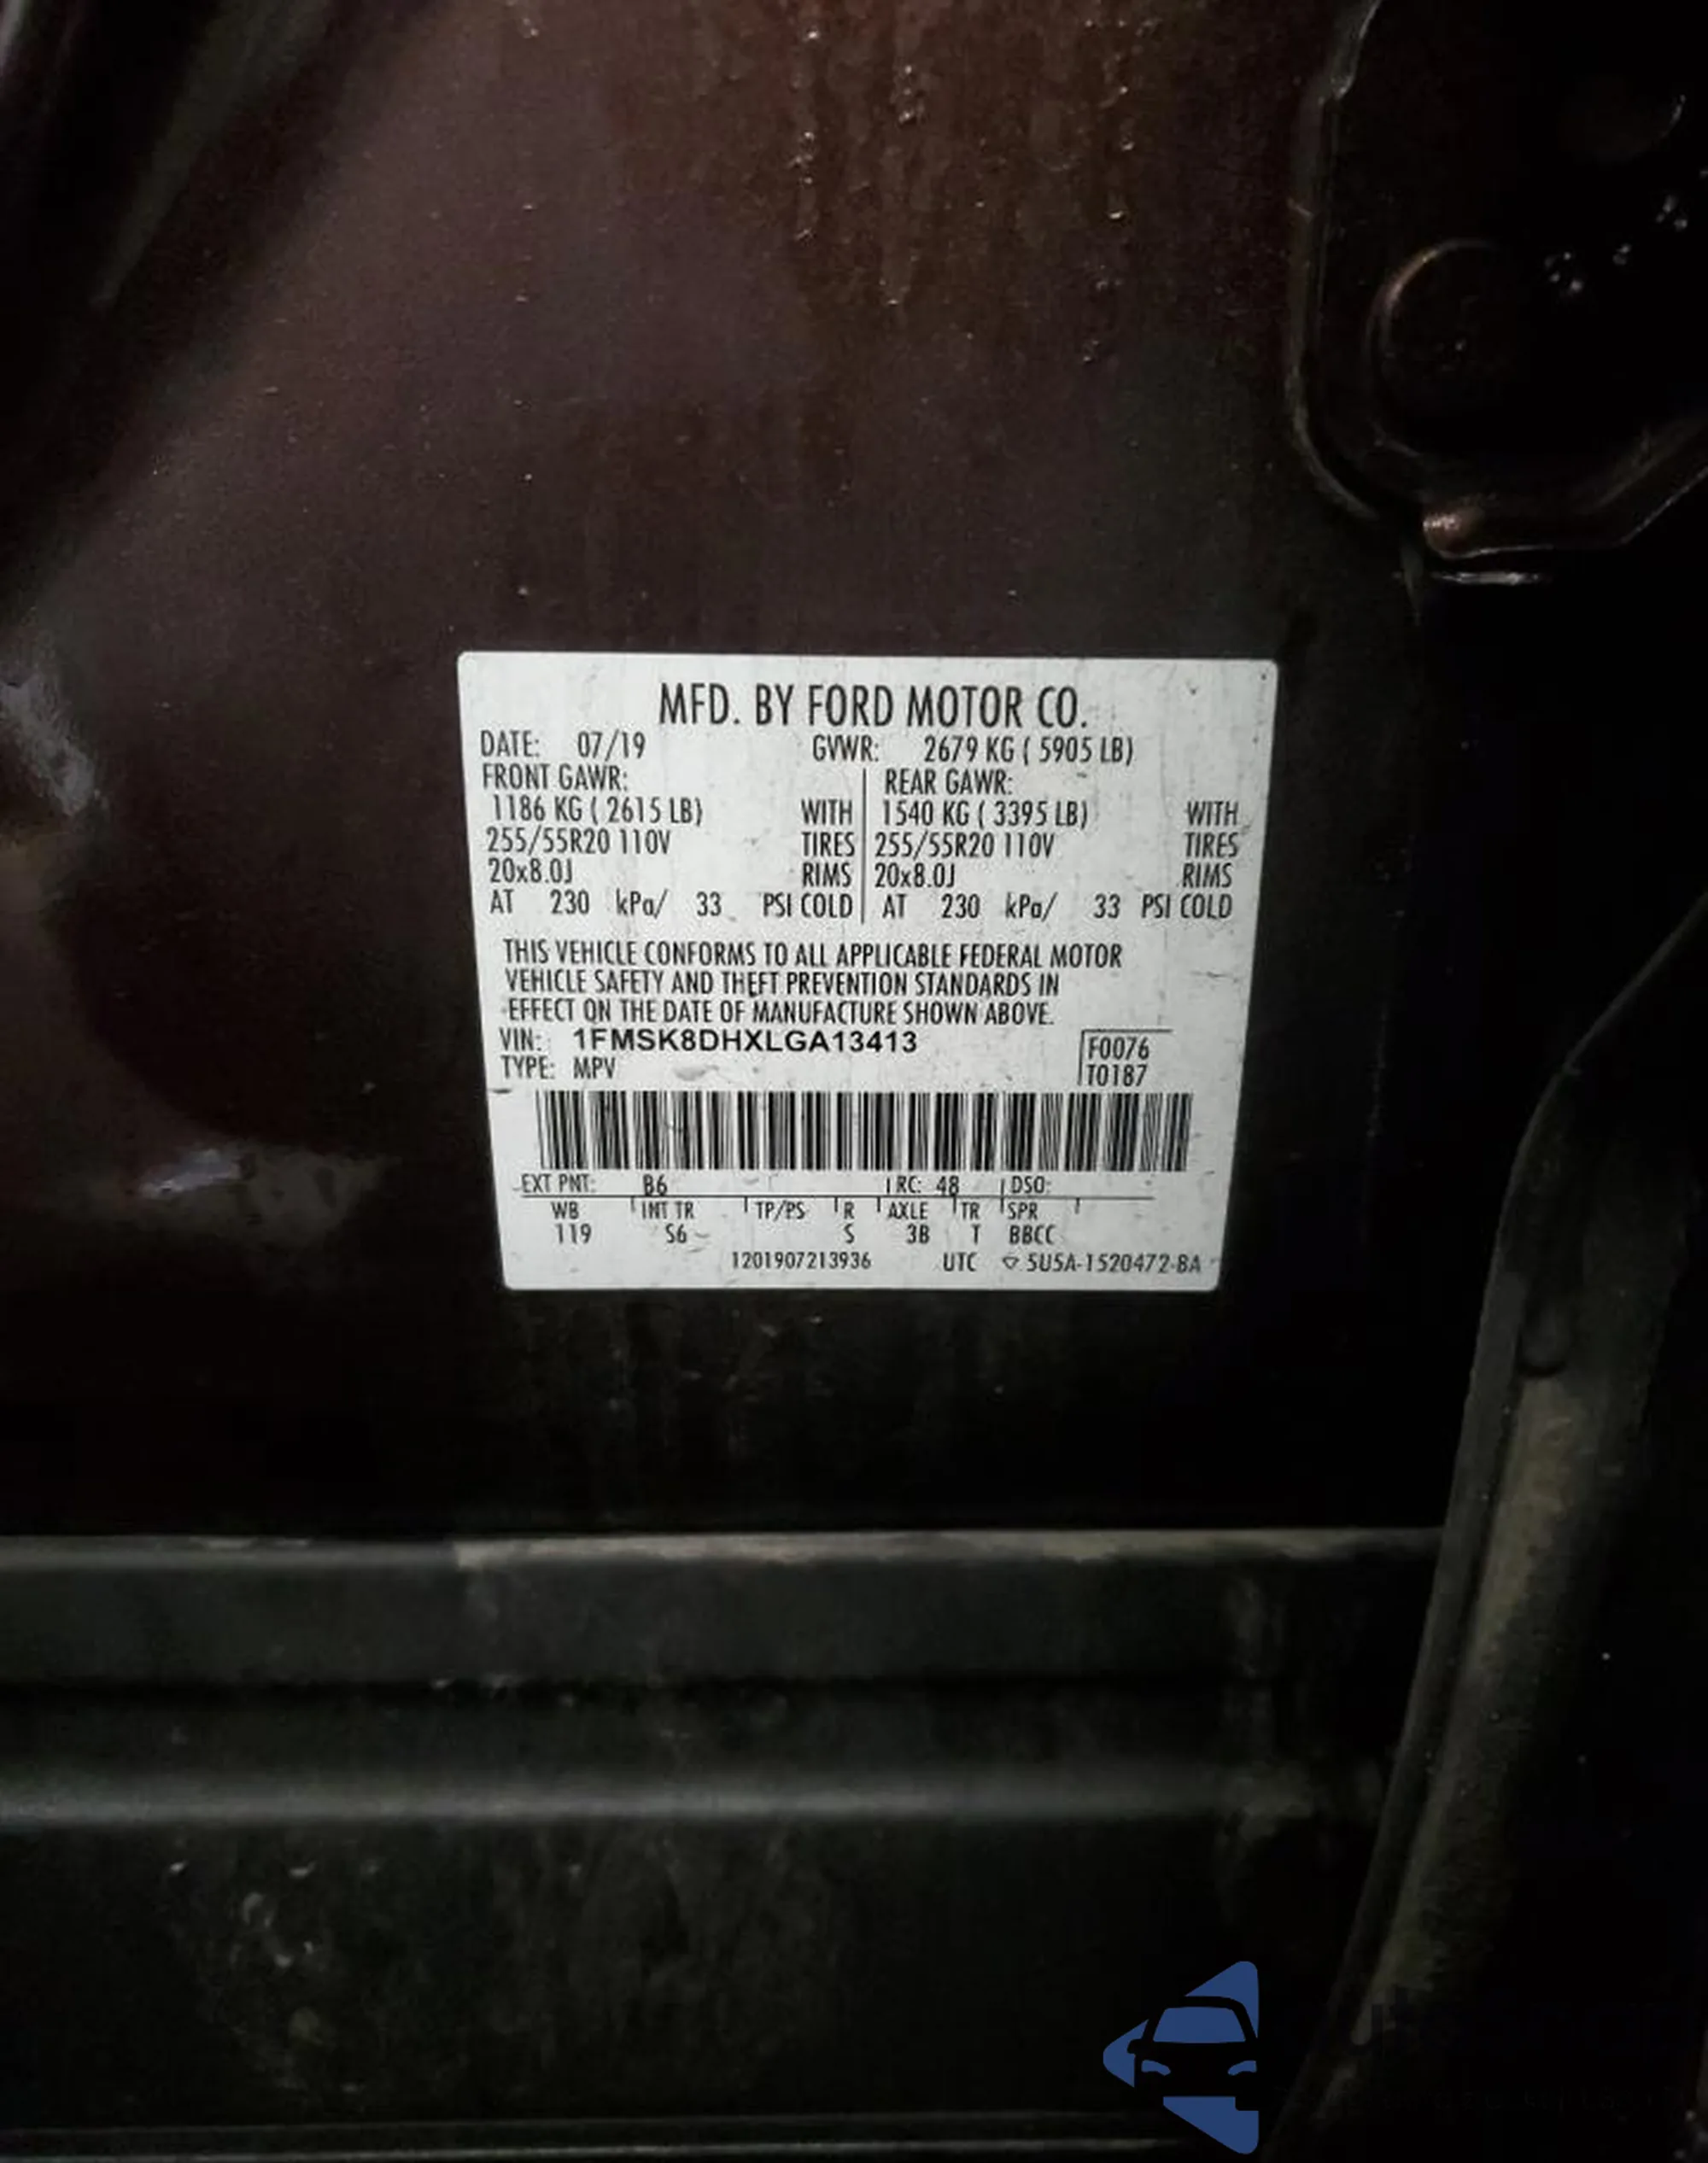 MFD. BY FORD MOTOR CO.
DATE: 07/19 GVWR: 2679 KG ( 5905 LB)
FRONT GAWR: REAR GAWR:
1186 KG ( 2615 LB) WITH 1540 KG ( 3395 LB) WITH
255/55R20 110V TIRES 255/55R20 110V TIRES
20x8.0J RIMS 20x8.0J RIMS
AT 230 kPa/ 33 PSI COLD AT 230 kPa/ 33 PSI COLD
THIS VEHICLE CONFORMS TO ALL APPLICABLE FEDERAL MOTOR
VEHICLE SAFETY AND THEFT PREVENTION STANDARDS IN
EFFECT ON THE DATE OF MANUFACTURE SHOWN ABOVE.
VIN: 1FMSK8DHXLGA13413 F0076
TYPE: MPV T0187
EXT PNT: B6 RC: 48 DSO:
WB INT TR TP/PS R AXLE TR SPR
119 S6 S 3B T BBCC
1201907213936 UTC 5U5A-1520472-BA